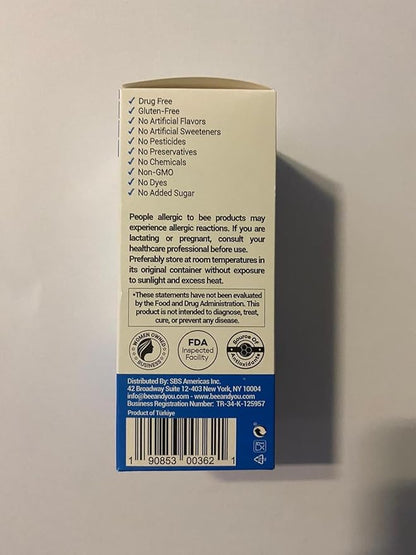 ✓ Drug Free
✓ Gluten-Free
✓ No Artificial Flavors
✓ No Artificial Sweeteners
✓ No Pesticides
✓ No Preservatives
✓ No Chemicals
✓ Non-GMO
✓ No Dyes
✓ No Added Sugar
People allergic to bee products may
experience allergic reactions. If you are
lactating or pregnant, consult your
healthcare professional before use.
Preferably store at room temperatures in
its original container without exposure
to sunlight and excess heat.
*These statements have not been evaluated
by the Food and Drug Administration. This
product is not intended to diagnose, treat,
cure, or prevent any disease.
WOMEN OWNED
BUSINESS
FDA
Inspected
Facility
Source Of
Antioxidants
Distributed By: SBS Americas Inc.
42 Broadway Suite 12-403 New York, NY 10004
info@beeandyou.com - www.beeandyou.com
Business Registration Number: TR-34-K-125957
Product of Türkiye
1 90853 00362 1